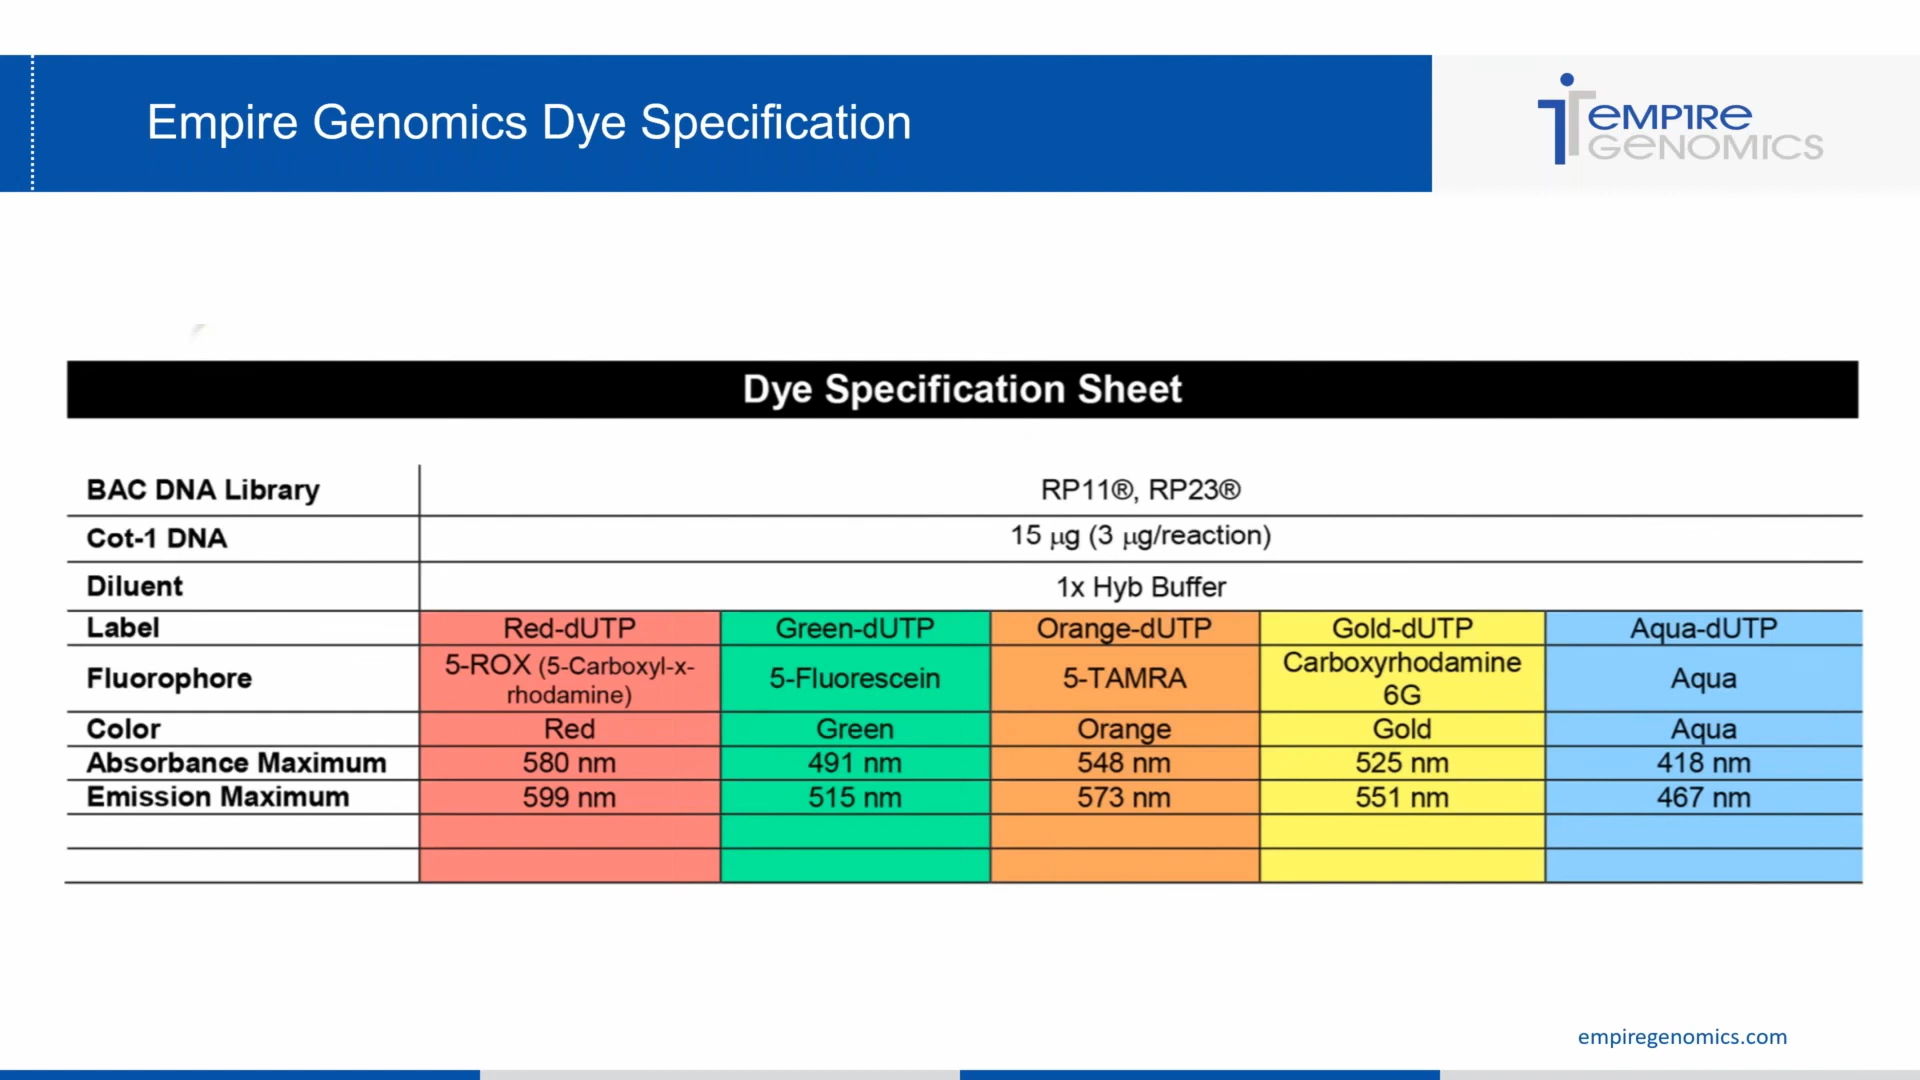 Empire Genomics Dye Specification
EMPIRE
GENOMICS
Dye Specification Sheet
BAC DNA Library RP11®, RP23®
Cot-1 DNA 15 µg (3 µg/reaction)
Diluent 1x Hyb Buffer
Label Red-dUTP Green-dUTP Orange-dUTP Gold-dUTP Aqua-dUTP
Fluorophore 5-ROX (5-Carboxyl-x-rhodamine) 5-Fluorescein 5-TAMRA Carboxyrhodamine 6G Aqua
Color Red Green Orange Gold Aqua
Absorbance Maximum 580 nm 491 nm 548 nm 525 nm 418 nm
Emission Maximum 599 nm 515 nm 573 nm 551 nm 467 nm
empiregenomics.com